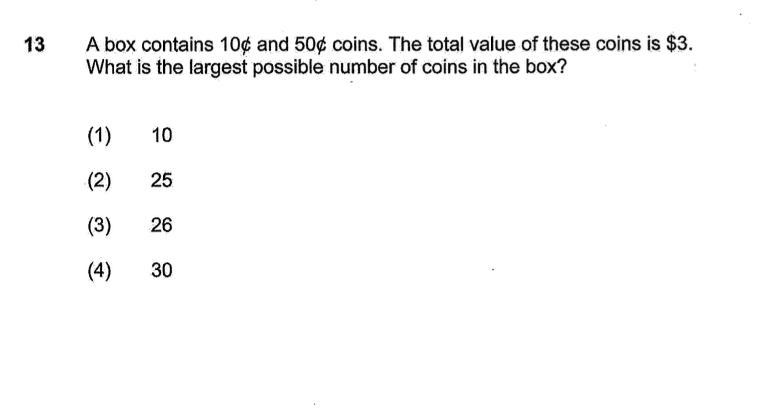 13 A box contains 10¢ and 50¢ coins. The total value of these coins is $3.
What is the largest possible number of coins in the box?
(1) 10
(2) 25
(3) 26
(4) 30